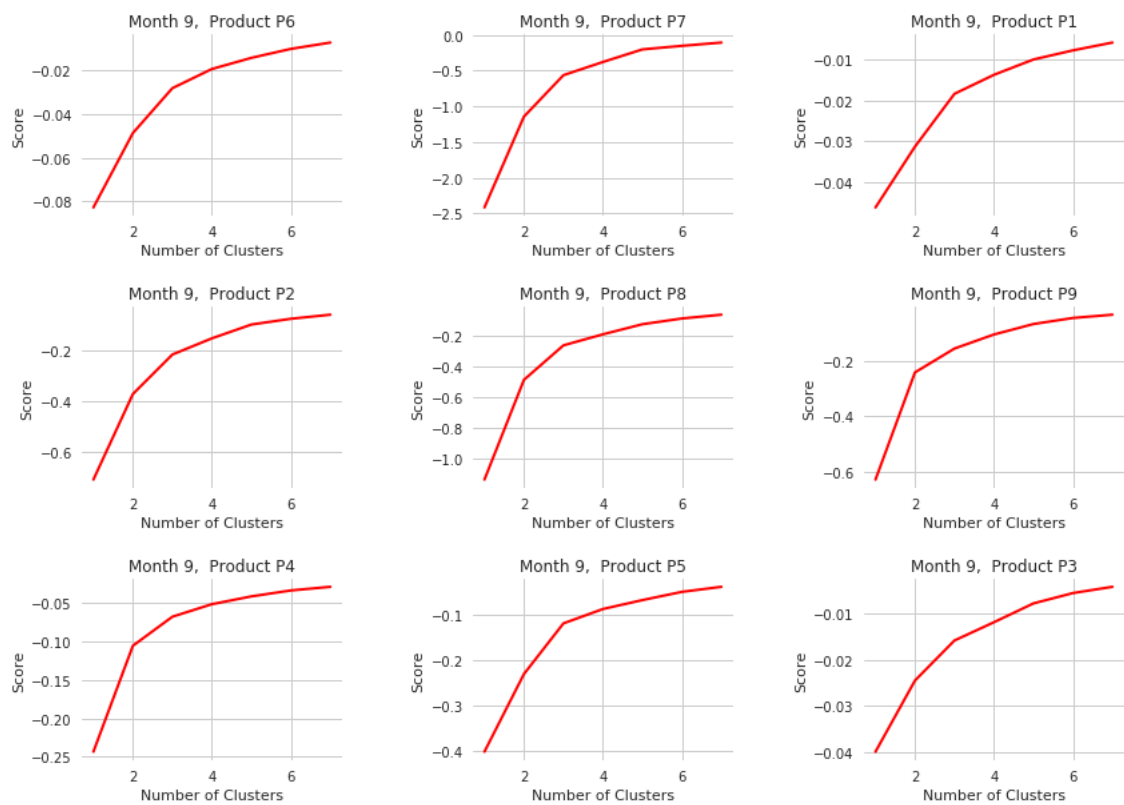 Month 9,  Product P6
Score
−0.02
−0.04
−0.06
−0.08
2 4 6
Number of Clusters
Month 9,  Product P7
Score
0.0
−0.5
−1.0
−1.5
−2.0
−2.5
2 4 6
Number of Clusters
Month 9,  Product P1
Score
−0.01
−0.02
−0.03
−0.04
2 4 6
Number of Clusters
Month 9,  Product P2
Score
−0.2
−0.4
−0.6
2 4 6
Number of Clusters
Month 9,  Product P8
Score
−0.2
−0.4
−0.6
−0.8
−1.0
2 4 6
Number of Clusters
Month 9,  Product P9
Score
−0.2
−0.4
−0.6
2 4 6
Number of Clusters
Month 9,  Product P4
Score
−0.05
−0.10
−0.15
−0.20
−0.25
2 4 6
Number of Clusters
Month 9,  Product P5
Score
−0.1
−0.2
−0.3
−0.4
2 4 6
Number of Clusters
Month 9,  Product P3
Score
−0.01
−0.02
−0.03
−0.04
2 4 6
Number of Clusters